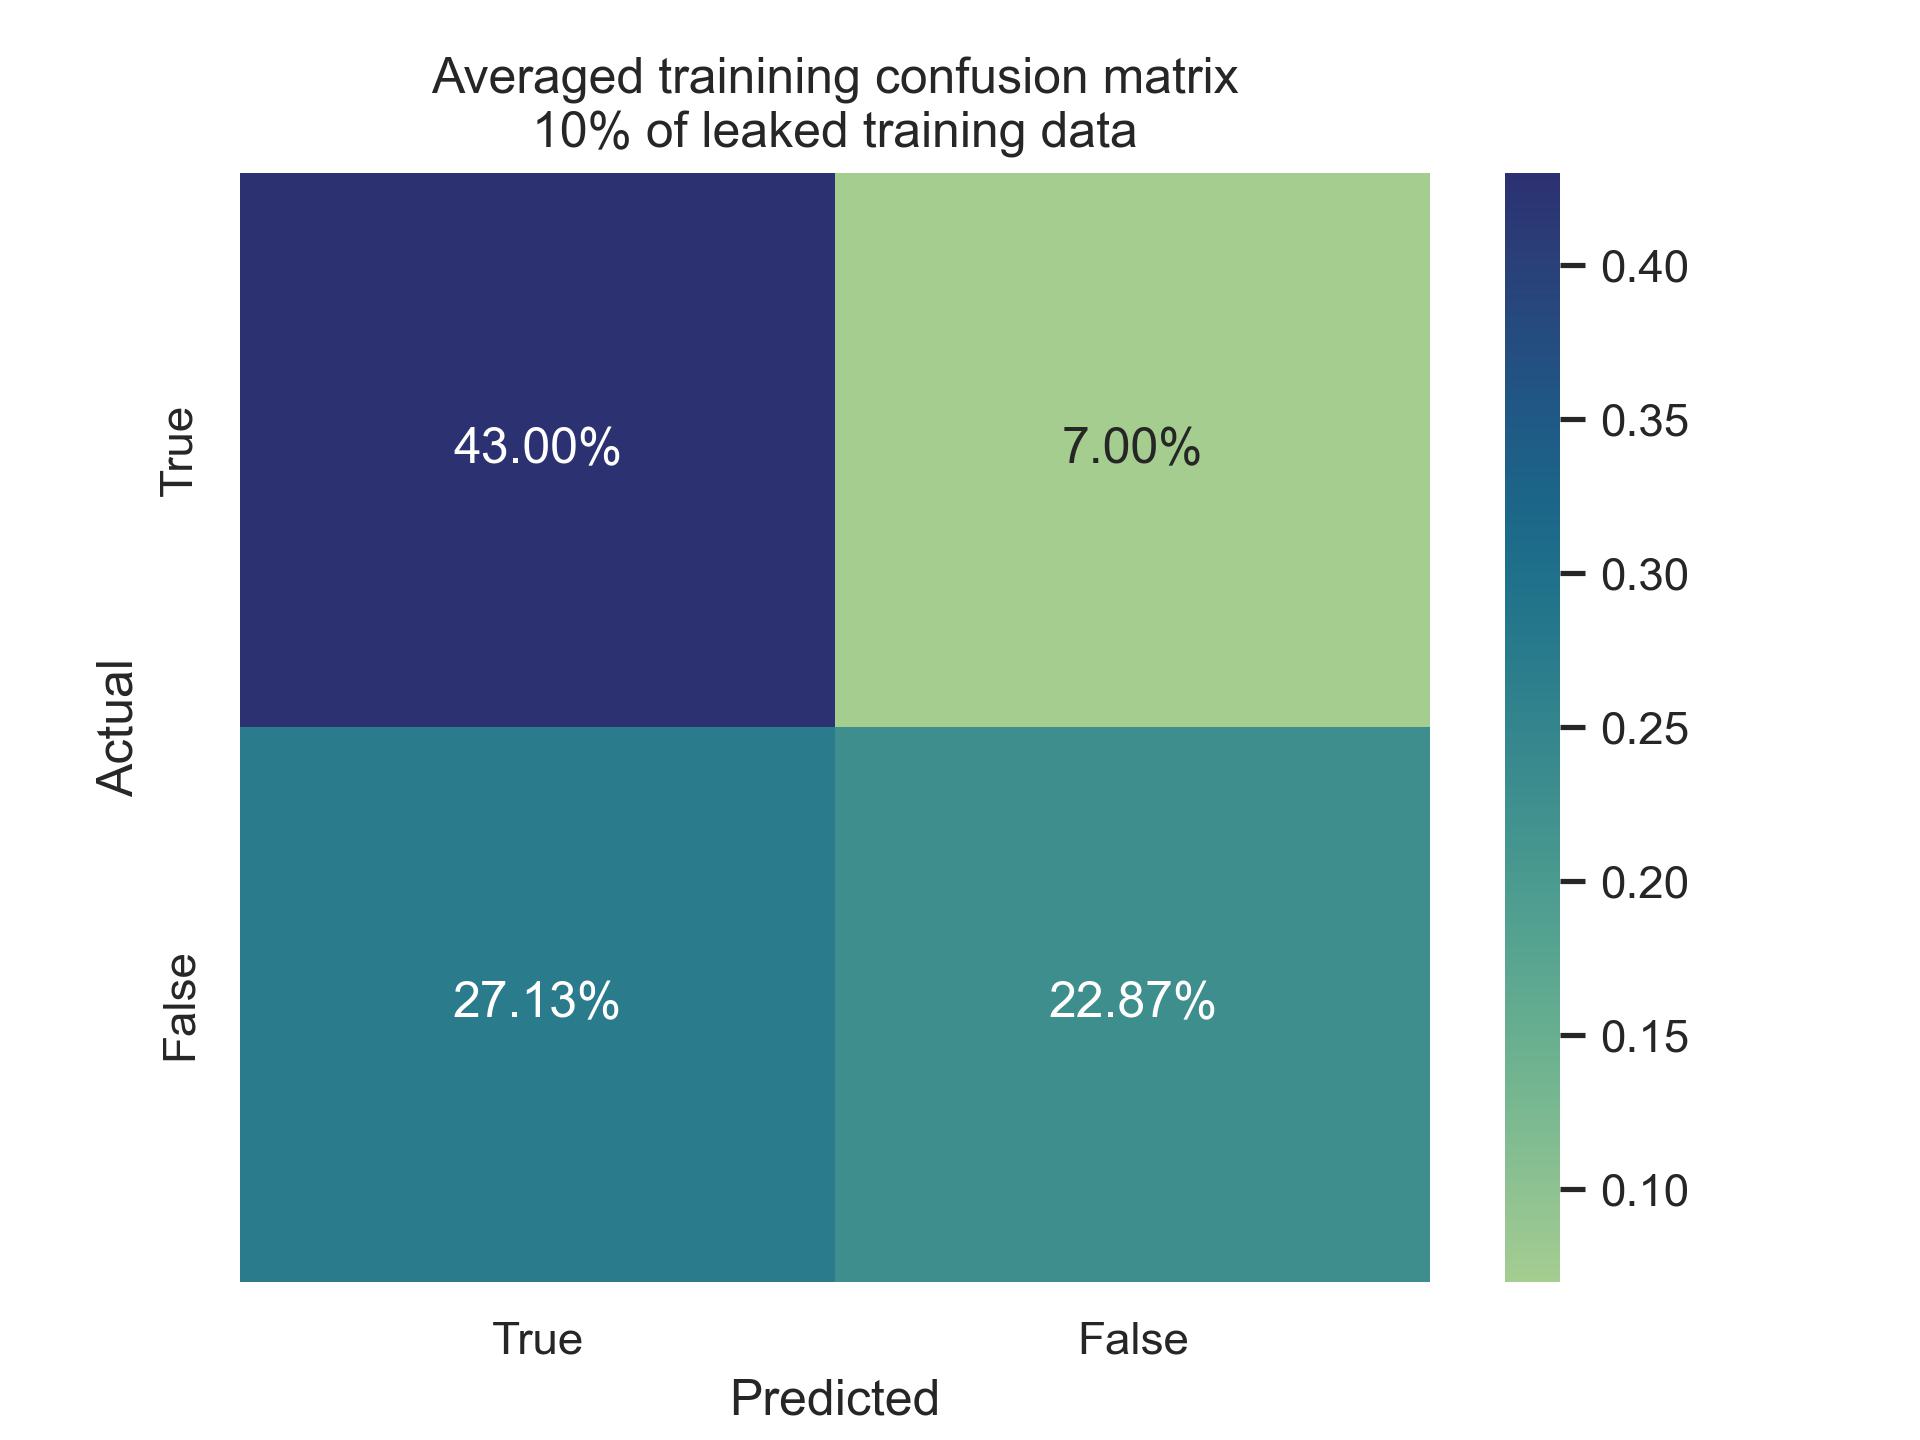 Averaged trainining confusion matrix
10% of leaked training data
Actual
True
False
43.00%
7.00%
27.13%
22.87%
True
False
Predicted
0.40
0.35
0.30
0.25
0.20
0.15
0.10